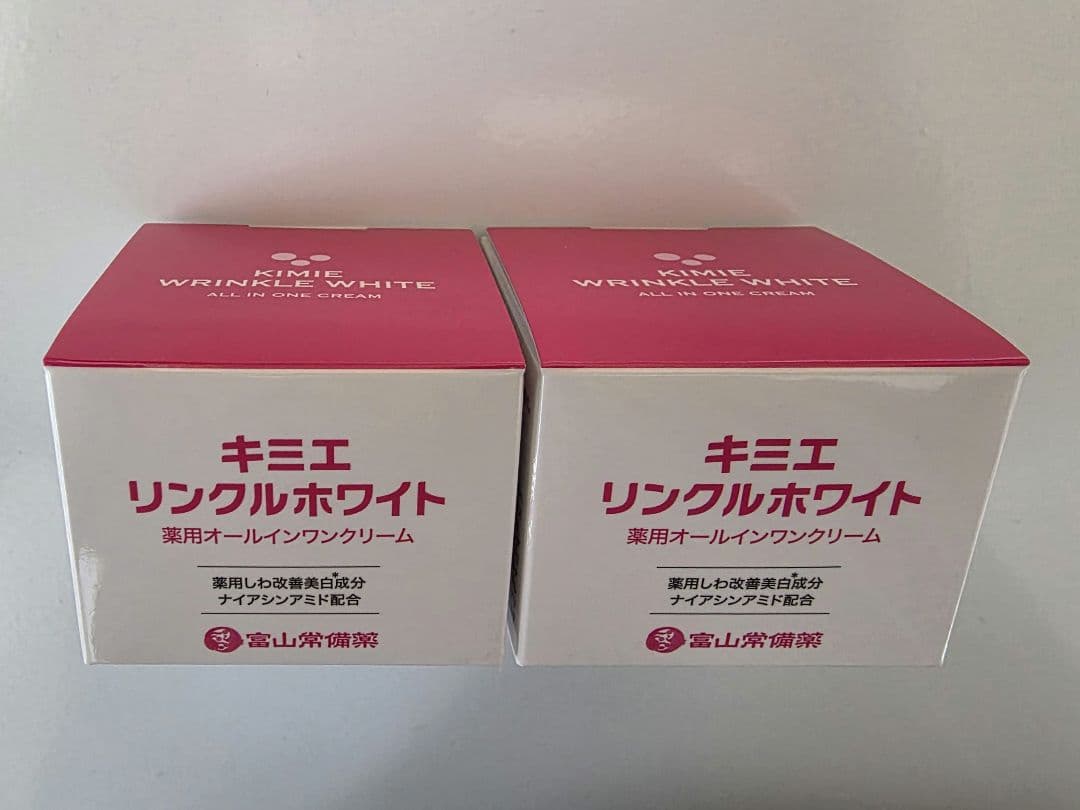 KIMIE
WRINKLE WHITE
ALL IN ONE CREAM
キミエ
リンクルホワイト
薬用オールインワンクリーム
薬用しわ改善美白*成分
ナイアシンアミド配合
富山常備薬
KIMIE
WRINKLE WHITE
ALL IN ONE CREAM
キミエ
リンクルホワイト
薬用オールインワンクリーム
薬用しわ改善美白*成分
ナイアシンアミド配合
富山常備薬